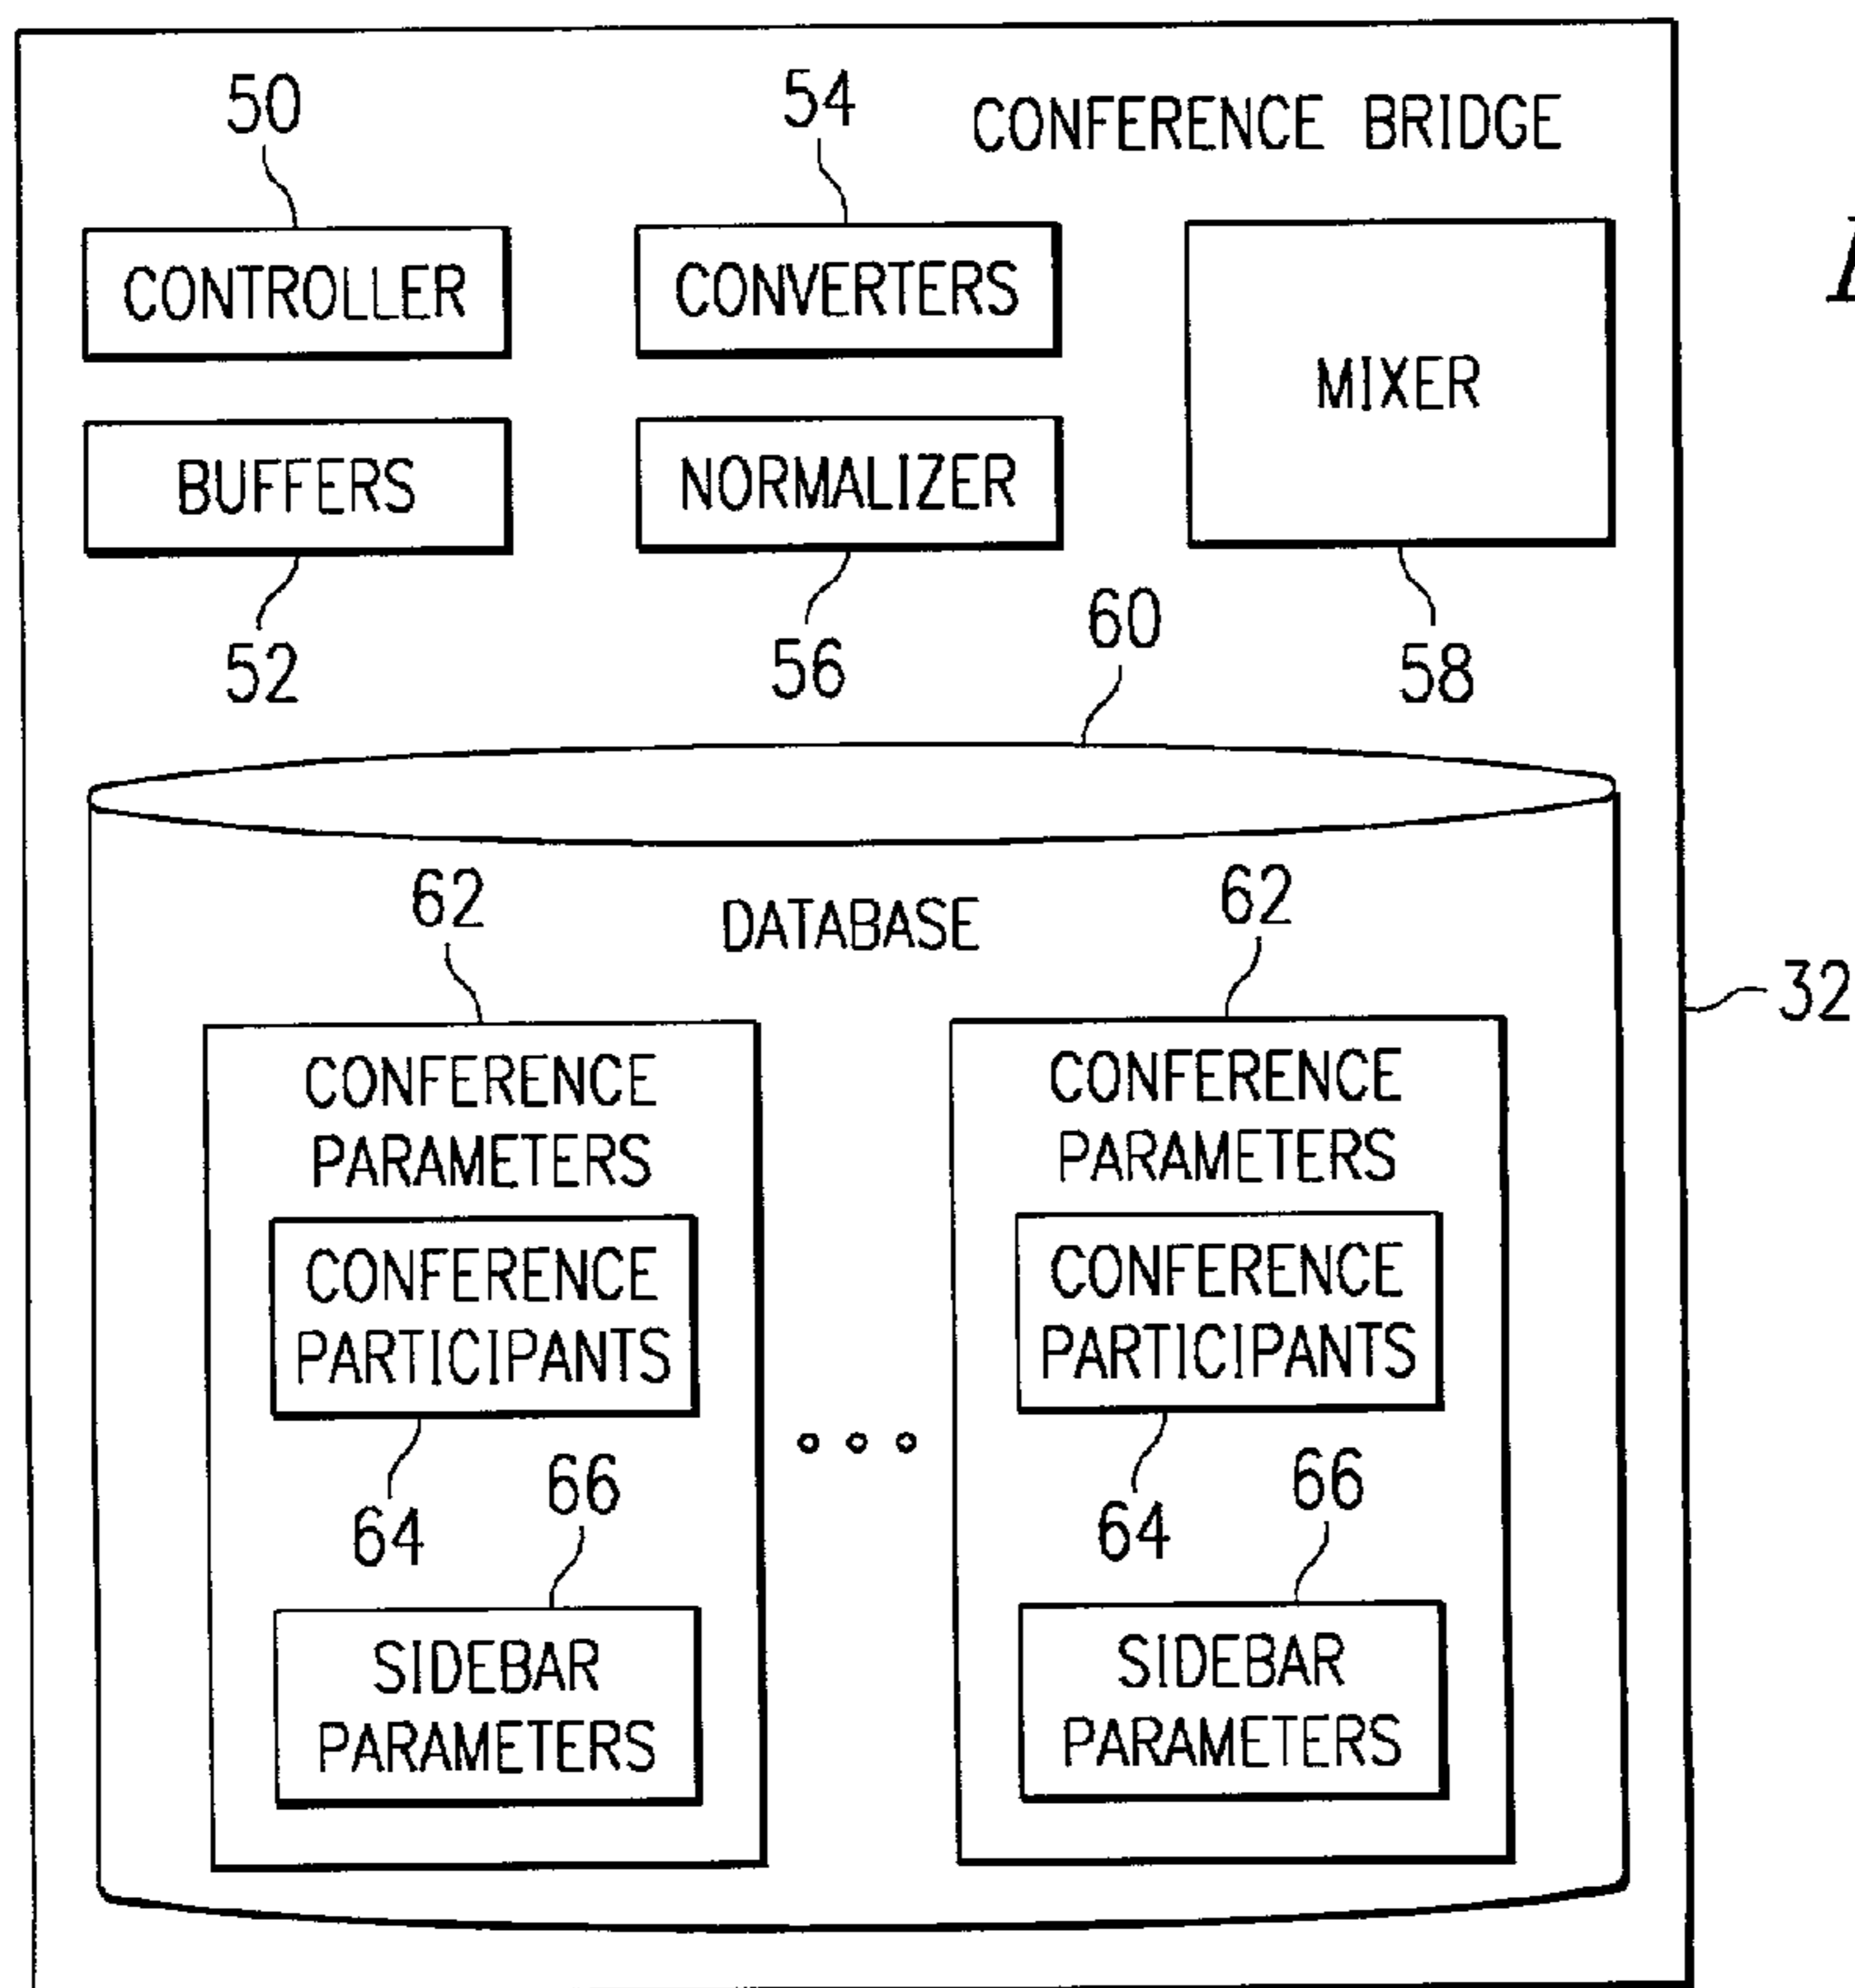 50
54
CONFERENCE BRIDGE
CONTROLLER
CONVERTERS
MIXER
BUFFERS
NORMALIZER
52
56
60
58
62
DATABASE
62
32
CONFERENCE
PARAMETERS
CONFERENCE
PARTICIPANTS
64
66
SIDEBAR
PARAMETERS
CONFERENCE
PARAMETERS
CONFERENCE
PARTICIPANTS
64
66
SIDEBAR
PARAMETERS